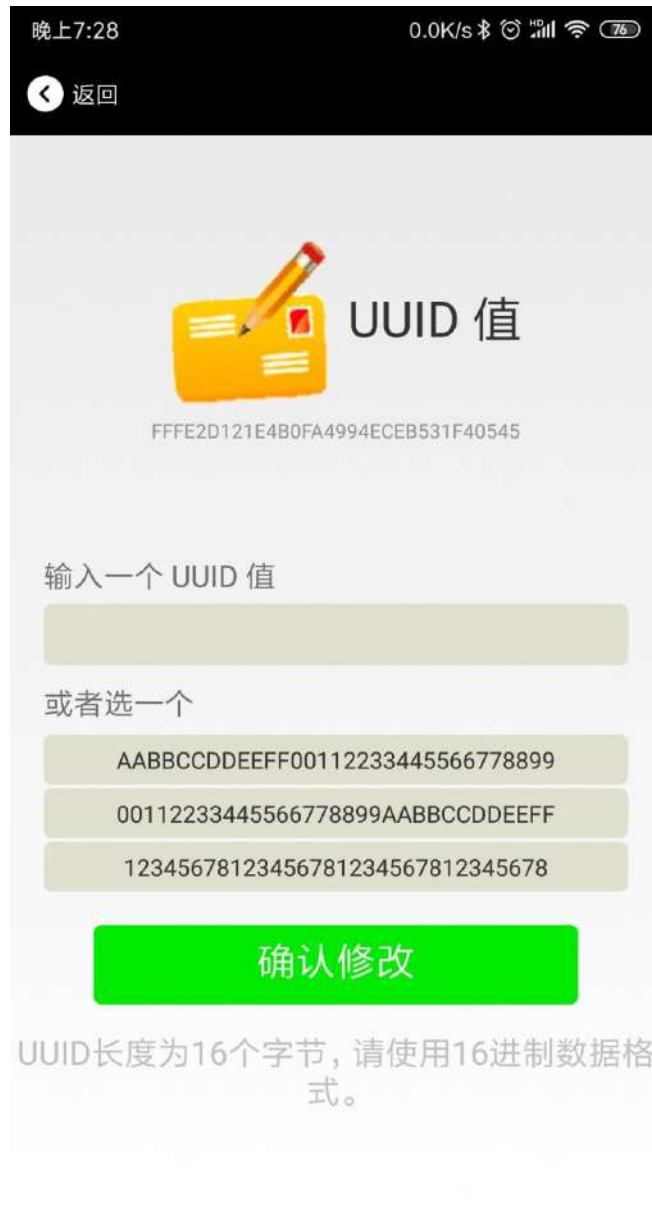 晚上7:28
0.0K/s HD 76
返回
UUID 值
FFFE2D121E4B0FA4994ECEB531F40545
输入一个 UUID 值
或者选一个
AABBCCDDEEFF00112233445566778899
00112233445566778899AABBCCDDEEFF
12345678123456781234567812345678
确认修改
UUID长度为16个字节，请使用16进制数据格
式。